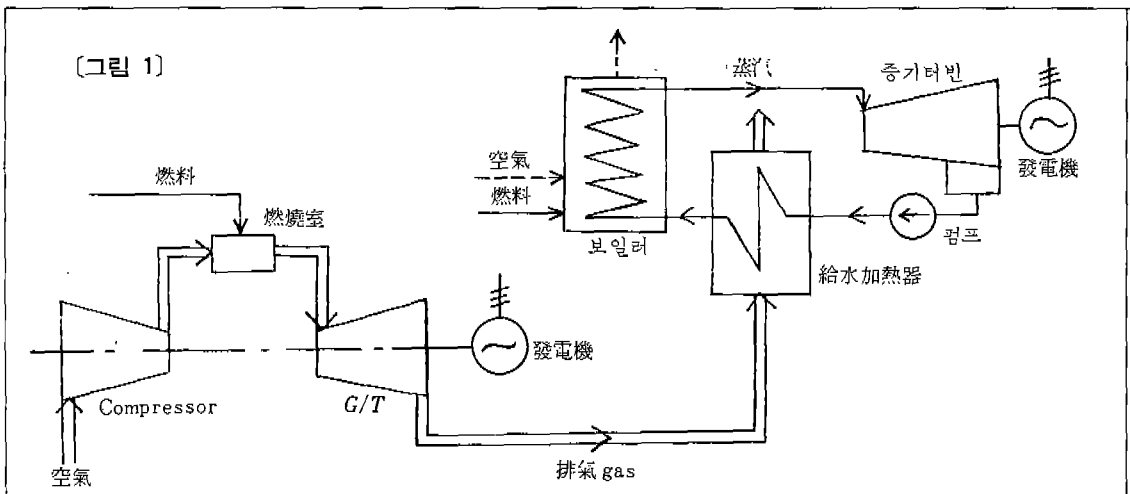 [그림 1]
蒸汽
증기터빈
發電機
空氣
燃料
보일러
펌프
給水加熱器
燃料
燃燒室
發電機
Compressor
G/T
空氣
排氣 gas